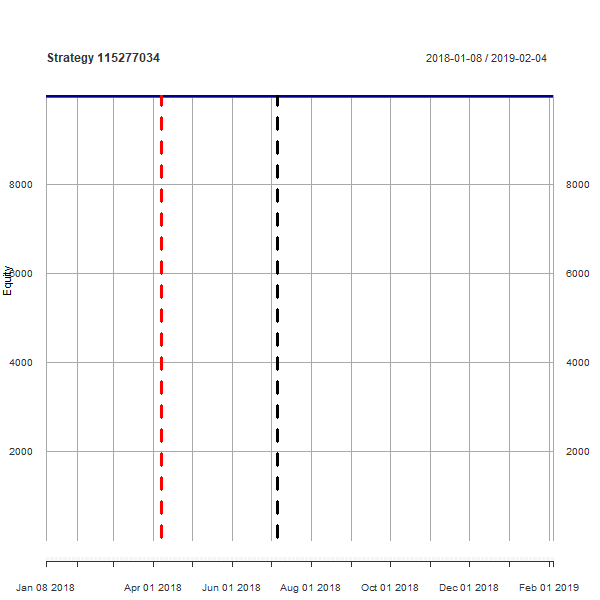 Strategy 115277034
2018-01-08 / 2019-02-04
8000
8000
Equity
6000
6000
4000
4000
2000
2000
Jan 08 2018
Apr 01 2018
Jun 01 2018
Aug 01 2018
Oct 01 2018
Dec 01 2018
Feb 01 2019